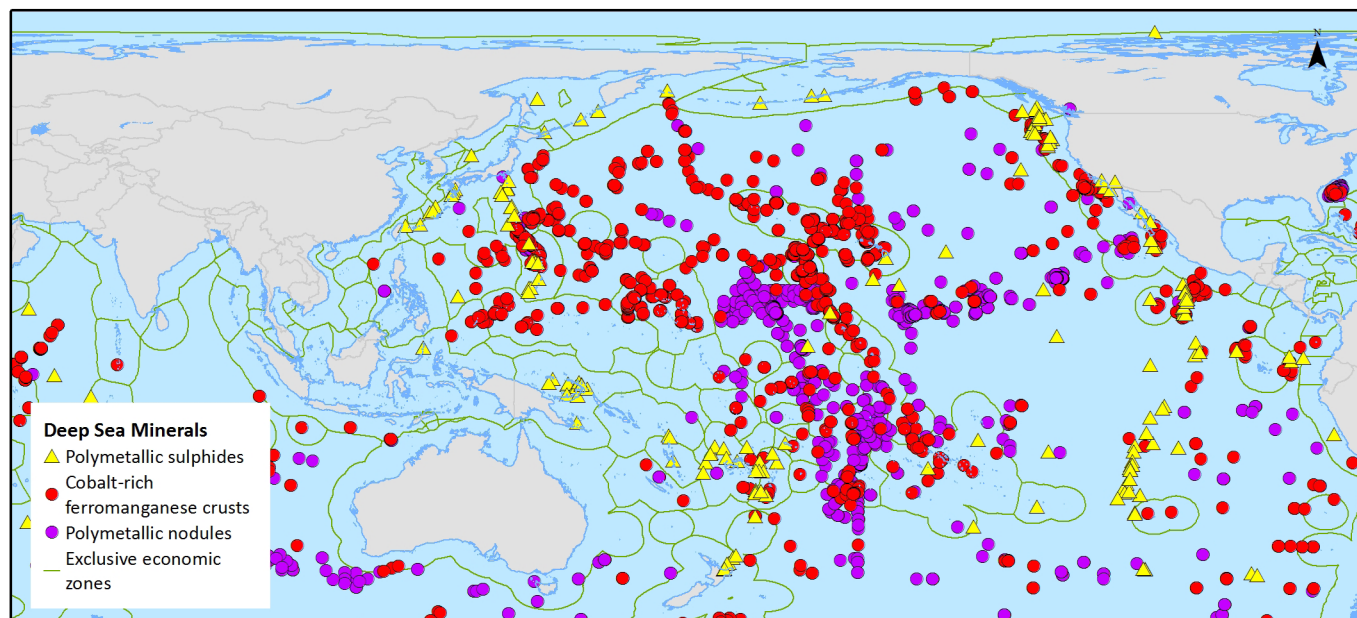 N
Deep Sea Minerals
Polymetallic sulphides
Cobalt-rich
ferromanganese crusts
Polymetallic nodules
Exclusive economic
zones